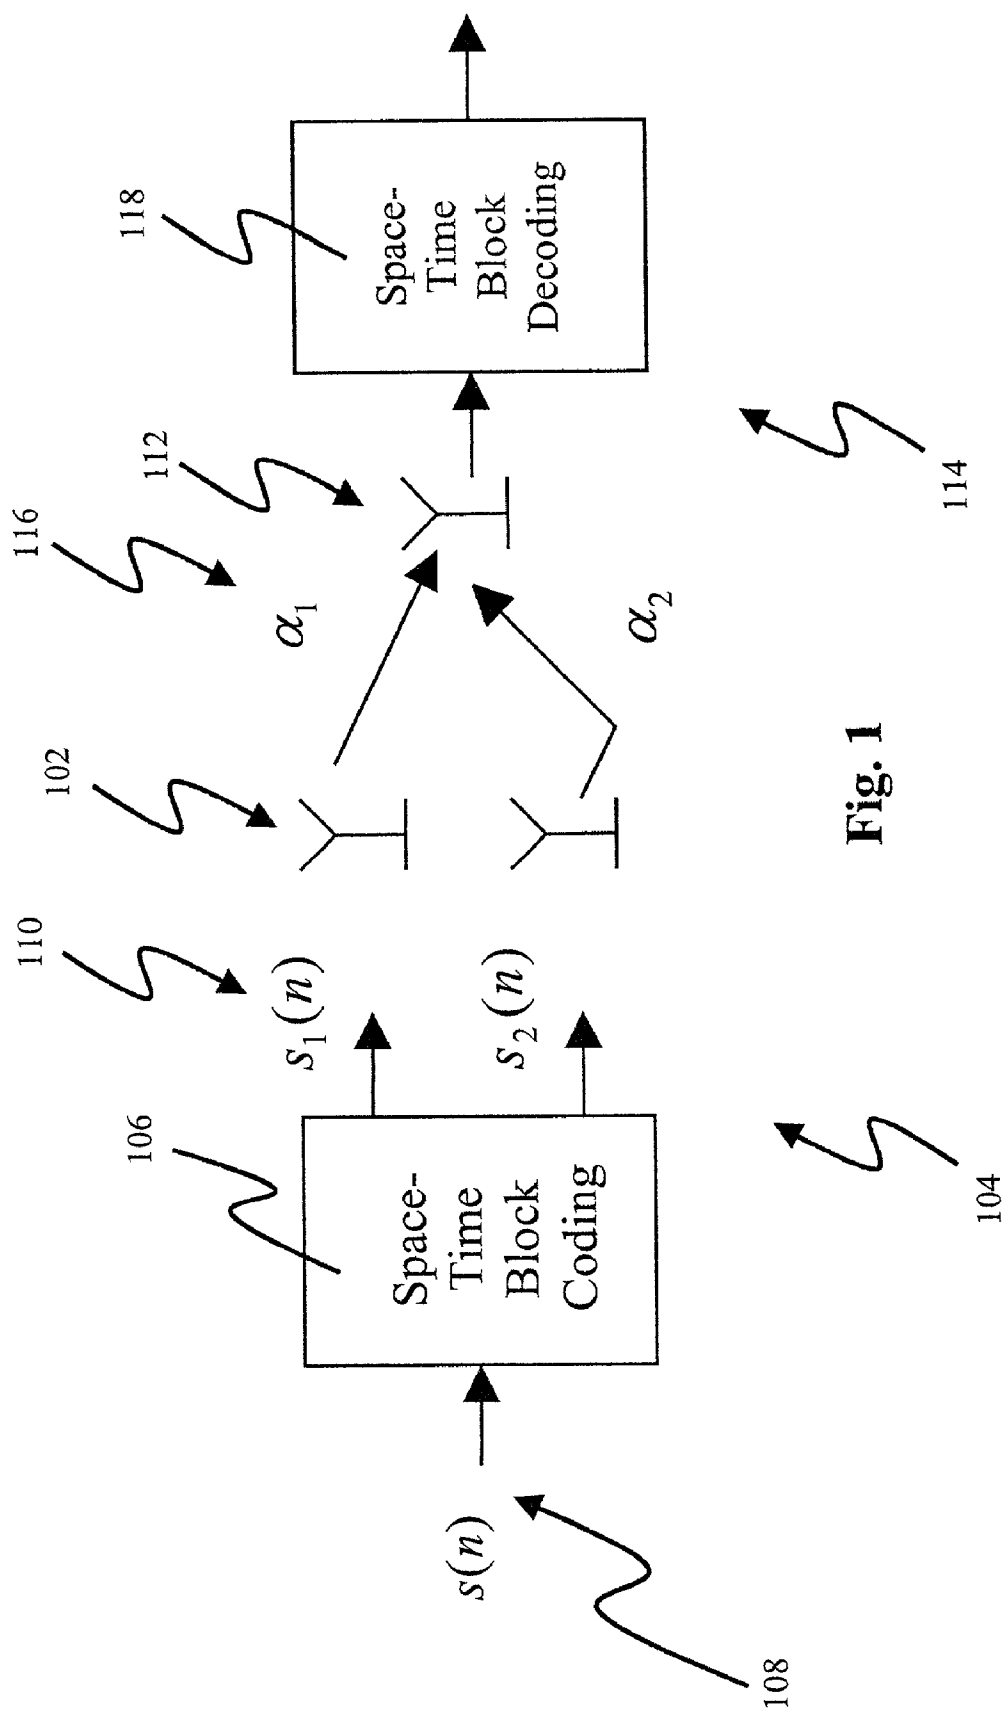 116
112
118
110
102
α₁
106
s₁(n)
Space-
Time
Block
Decoding
Space-
Time
Block
Coding
s(n)
s₂(n)
α₂
108
104
114
Fig. 1